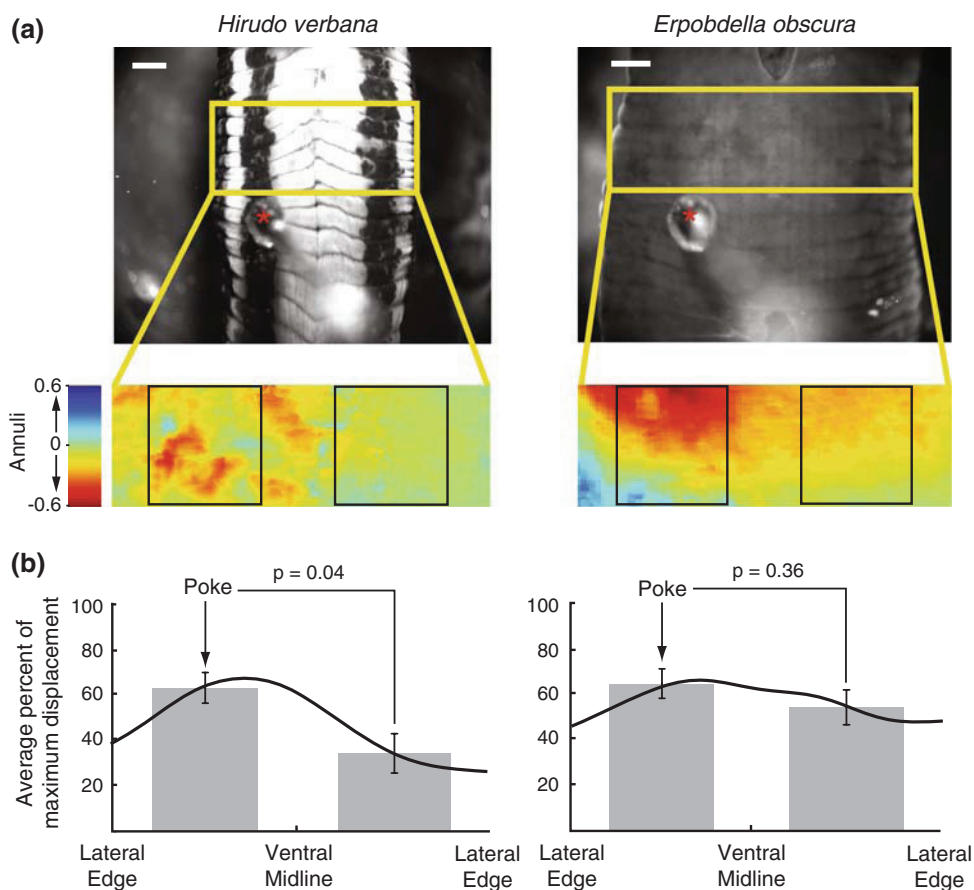 (a)
Hirudo verbana
Erpobdella obscura
*
*
Annuli
0.6
0
-0.6
(b)
p = 0.04
Poke
Average percent of
maximum displacement
100
80
60
40
20
Lateral
Edge
Ventral
Midline
Lateral
Edge
p = 0.36
Poke
100
80
60
40
20
Lateral
Edge
Ventral
Midline
Lateral
Edge